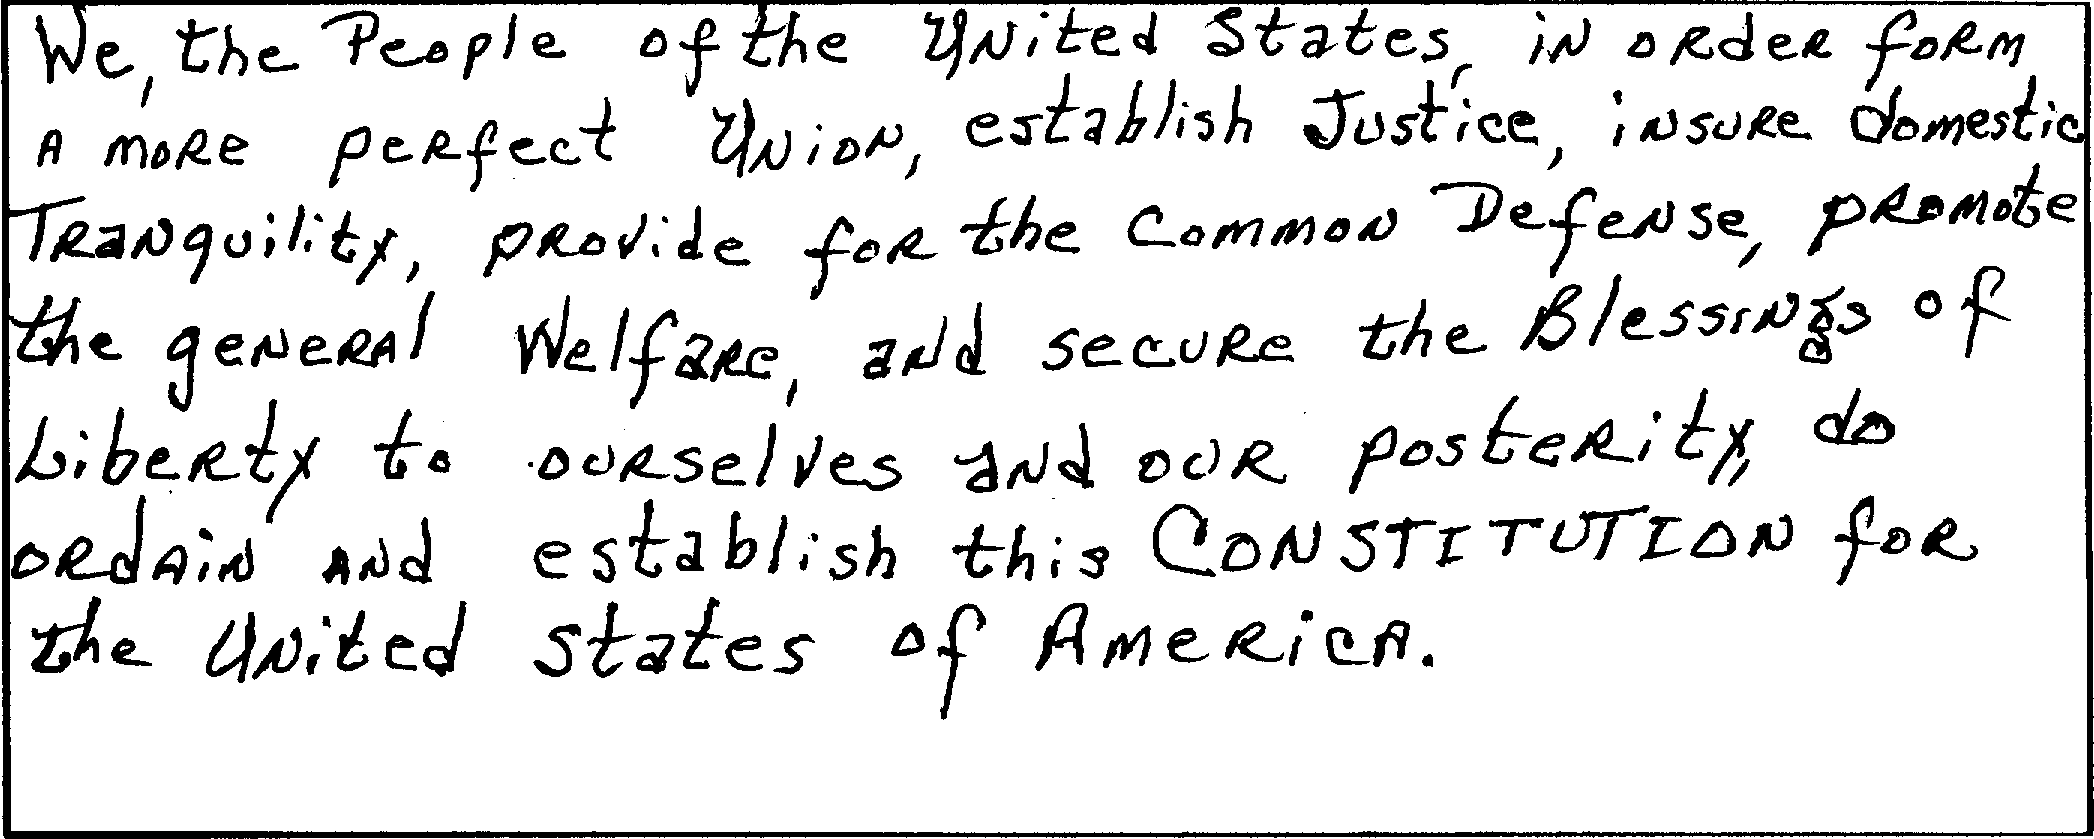 We, the People of the United States, in order form
a more perfect Union, establish Justice, insure domestic
Tranquility, provide for the Common Defense, promote
the general Welfare, and secure the Blessings of
Liberty to ourselves and our posterity, do
ordain and establish this CONSTITUTION for
the United States of America.